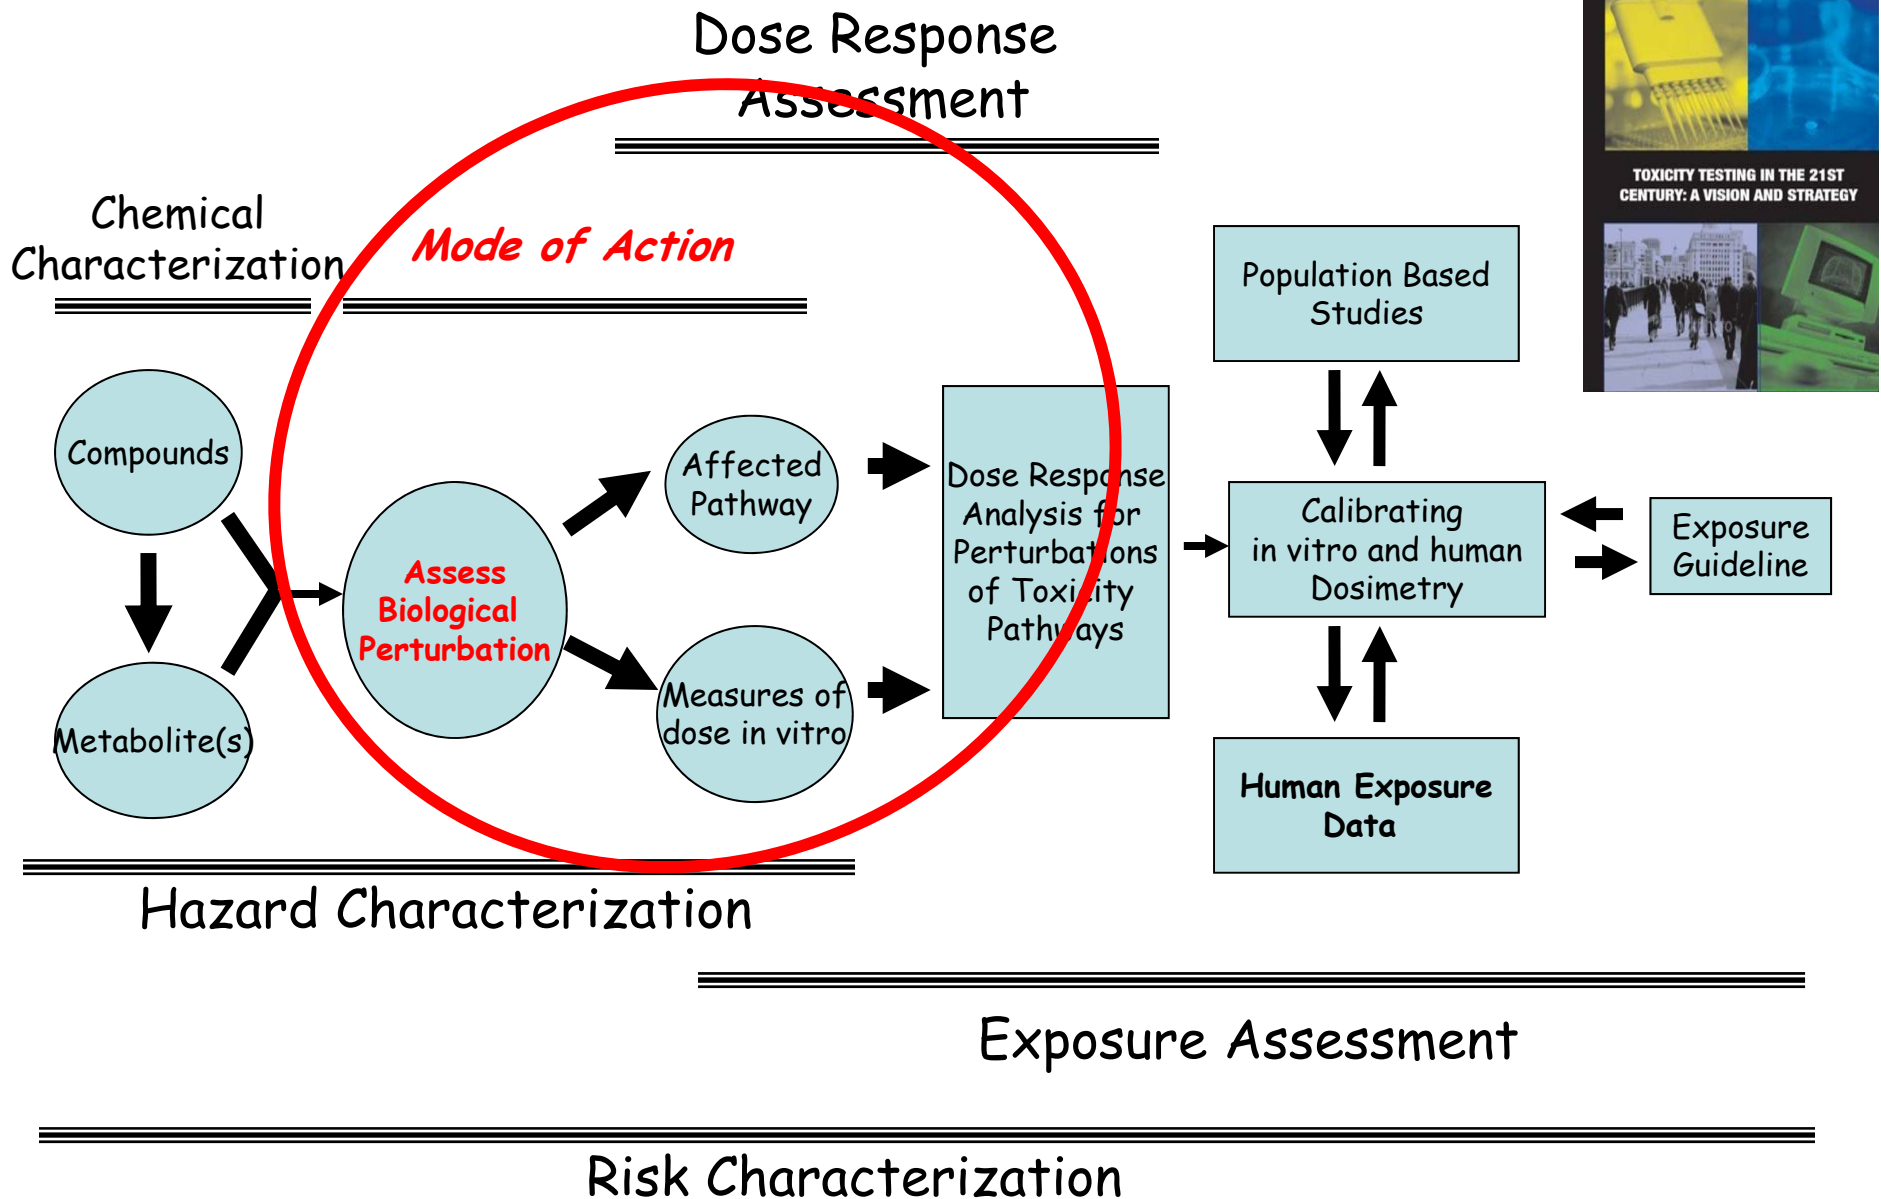 Dose Response
Assessment
TOXICITY TESTING IN THE 21ST
CENTURY: A VISION AND STRATEGY
Chemical
Characterization
Mode of Action
Population Based
Studies
Compounds
Affected
Pathway
Dose Response
Analysis for
Perturbations
of Toxicity
Pathways
Calibrating
in vitro and human
Dosimetry
Exposure
Guideline
Assess
Biological
Perturbation
Metabolite(s)
Measures of
dose in vitro
Human Exposure
Data
Hazard Characterization
Exposure Assessment
Risk Characterization